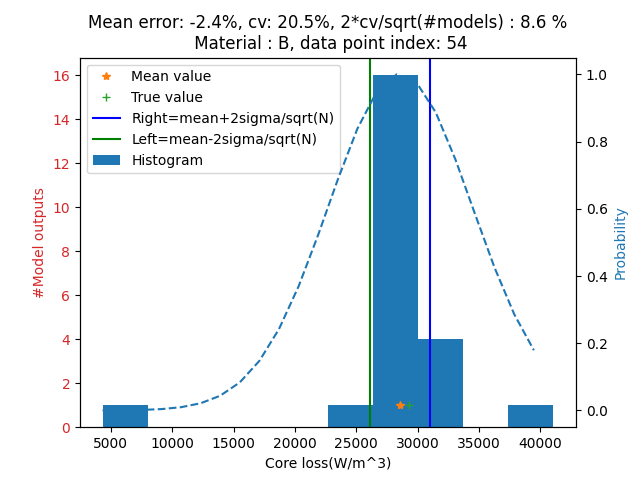 Mean error: -2.4%, cv: 20.5%, 2*cv/sqrt(#models) : 8.6 %
Material : B, data point index: 54
Mean value
True value
Right=mean+2sigma/sqrt(N)
Left=mean-2sigma/sqrt(N)
Histogram
#Model outputs
16
14
12
10
8
6
4
2
0
1.0
0.8
0.6
0.4
0.2
0.0
Probability
5000 10000 15000 20000 25000 30000 35000 40000
Core loss(W/m^3)